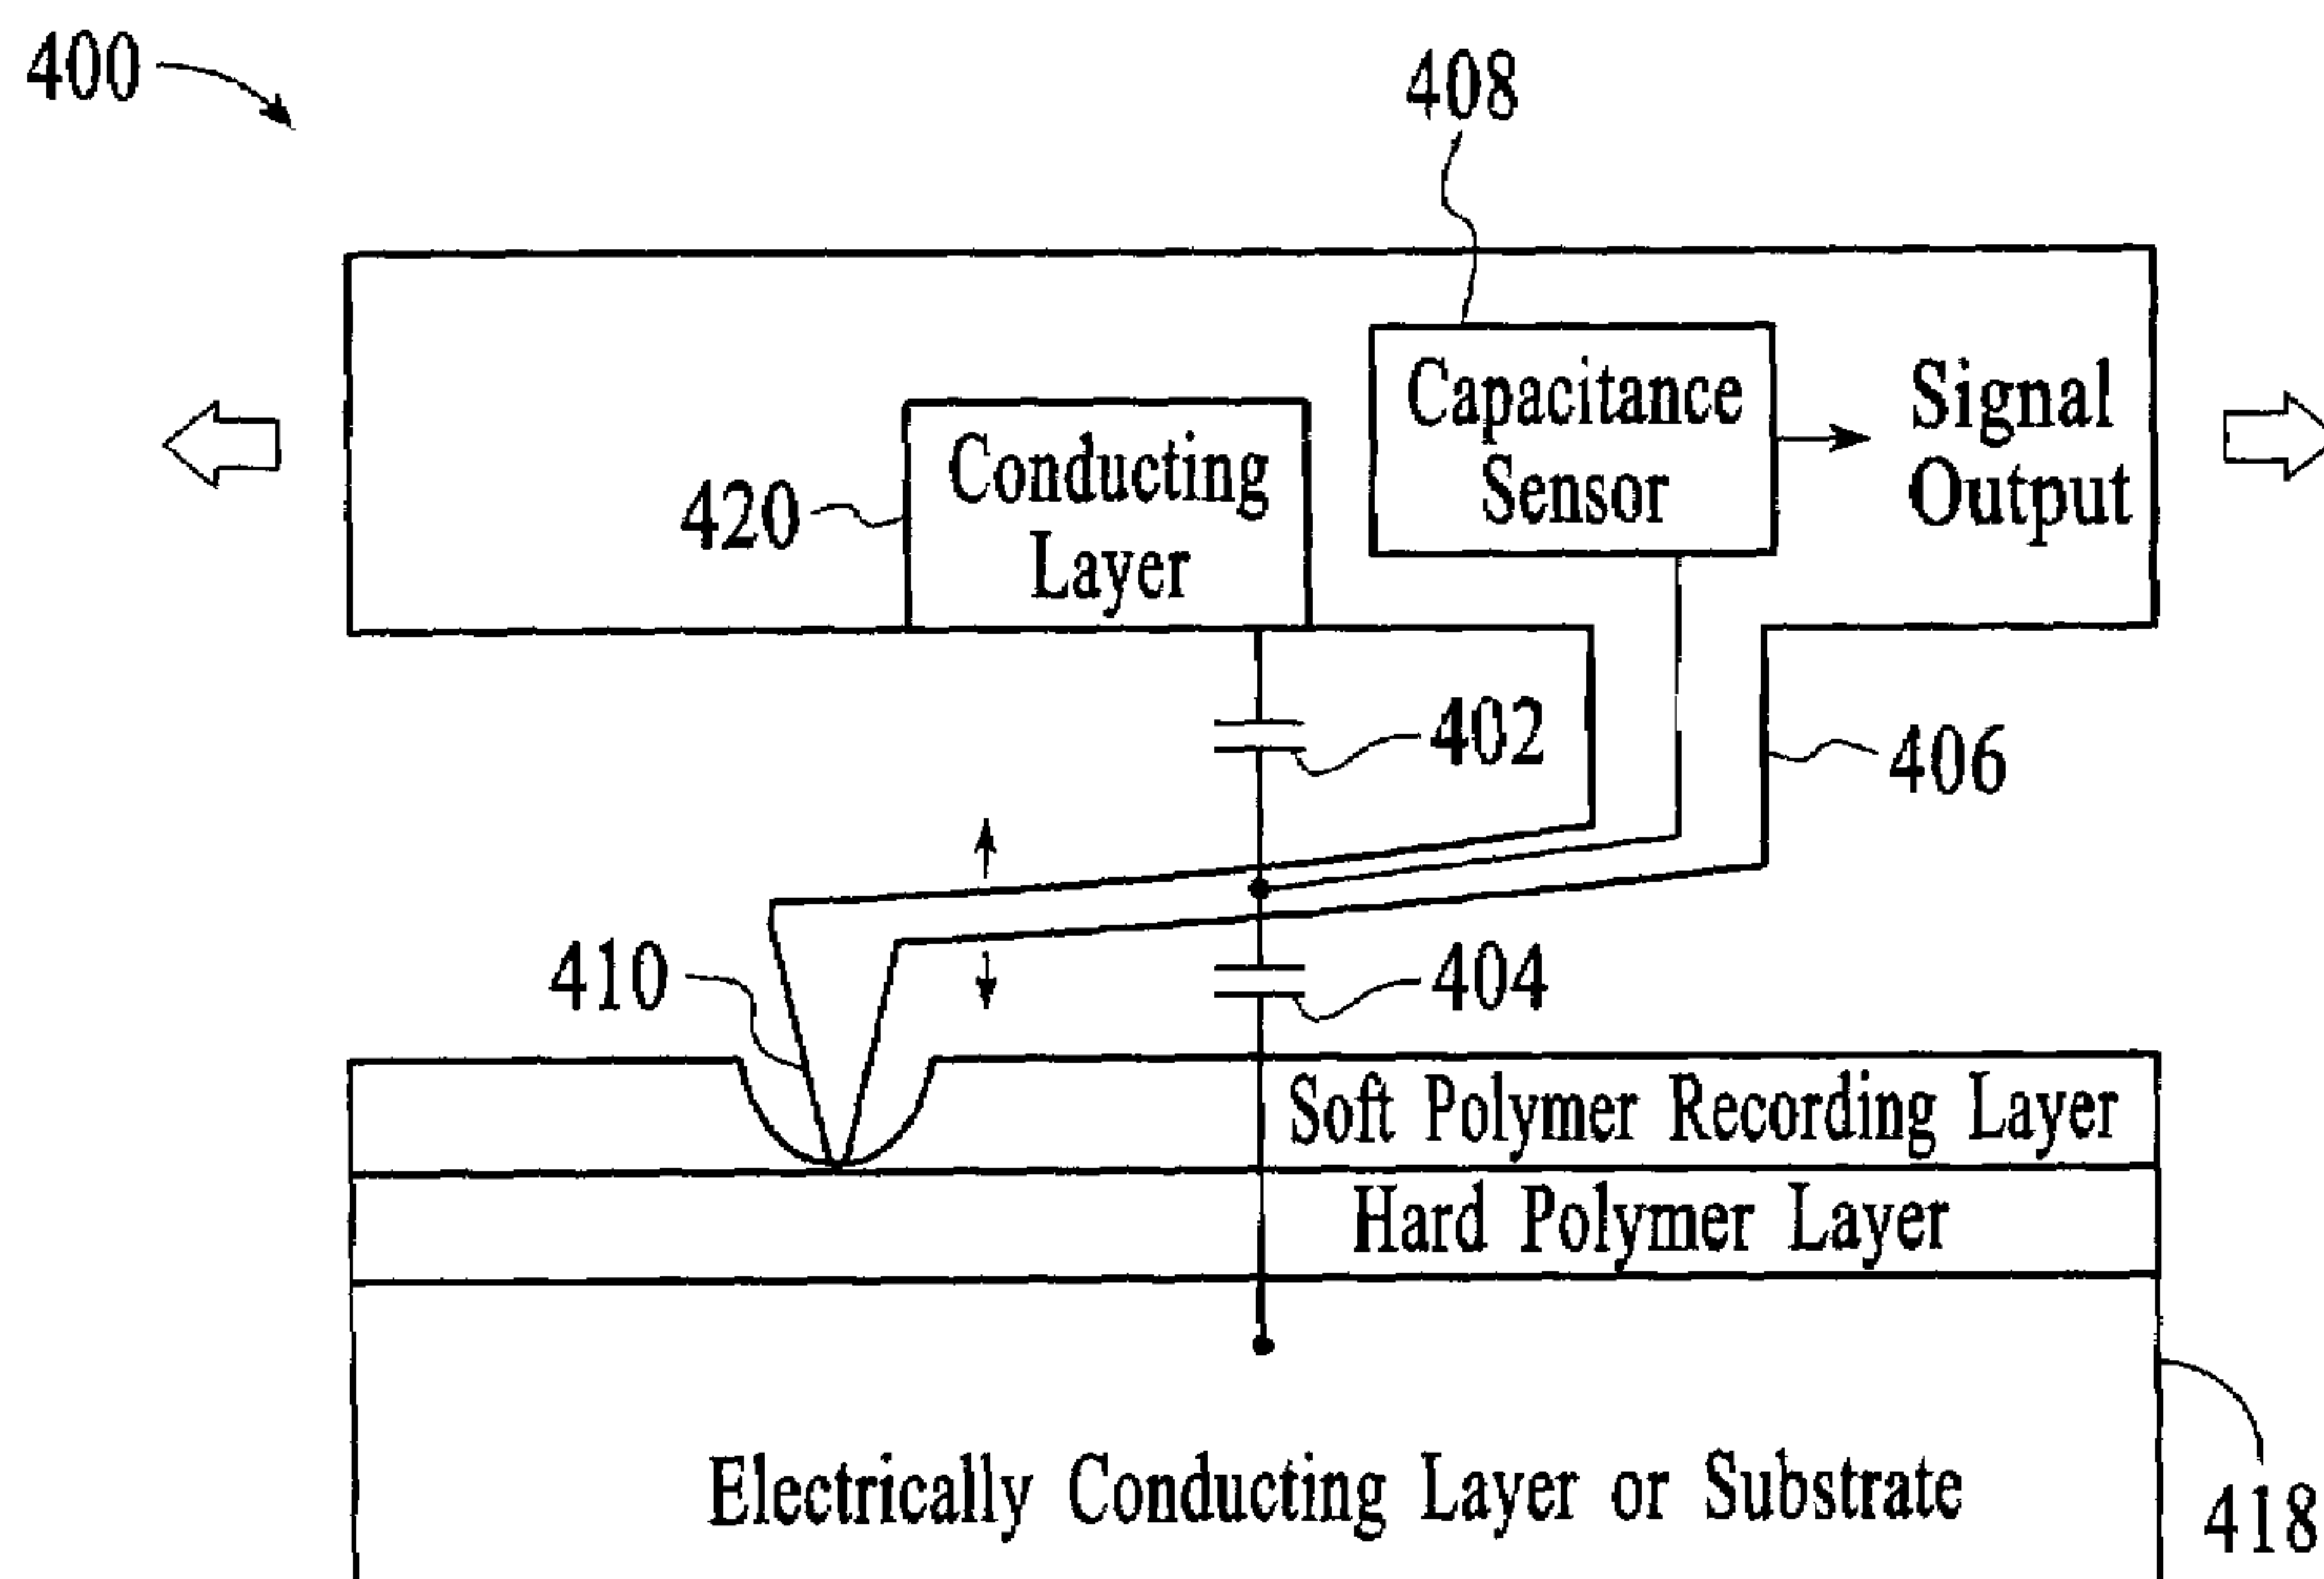 400
408
Capacitance
Sensor
Signal
Output
Conducting
Layer
420
402
406
410
404
Soft Polymer Recording Layer
Hard Polymer Layer
Electrically Conducting Layer or Substrate
418